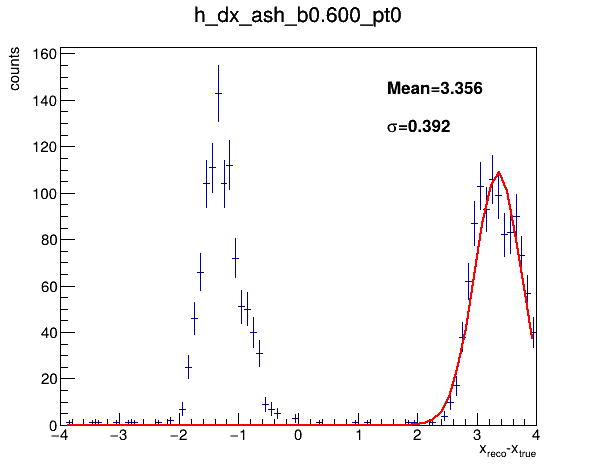 h_dx_ash_b0.600_pt0
counts
160
140
120
100
80
60
40
20
0
Mean=3.356
σ=0.392
−4 −3 −2 −1 0 1 2 3 4
x_reco-x_true